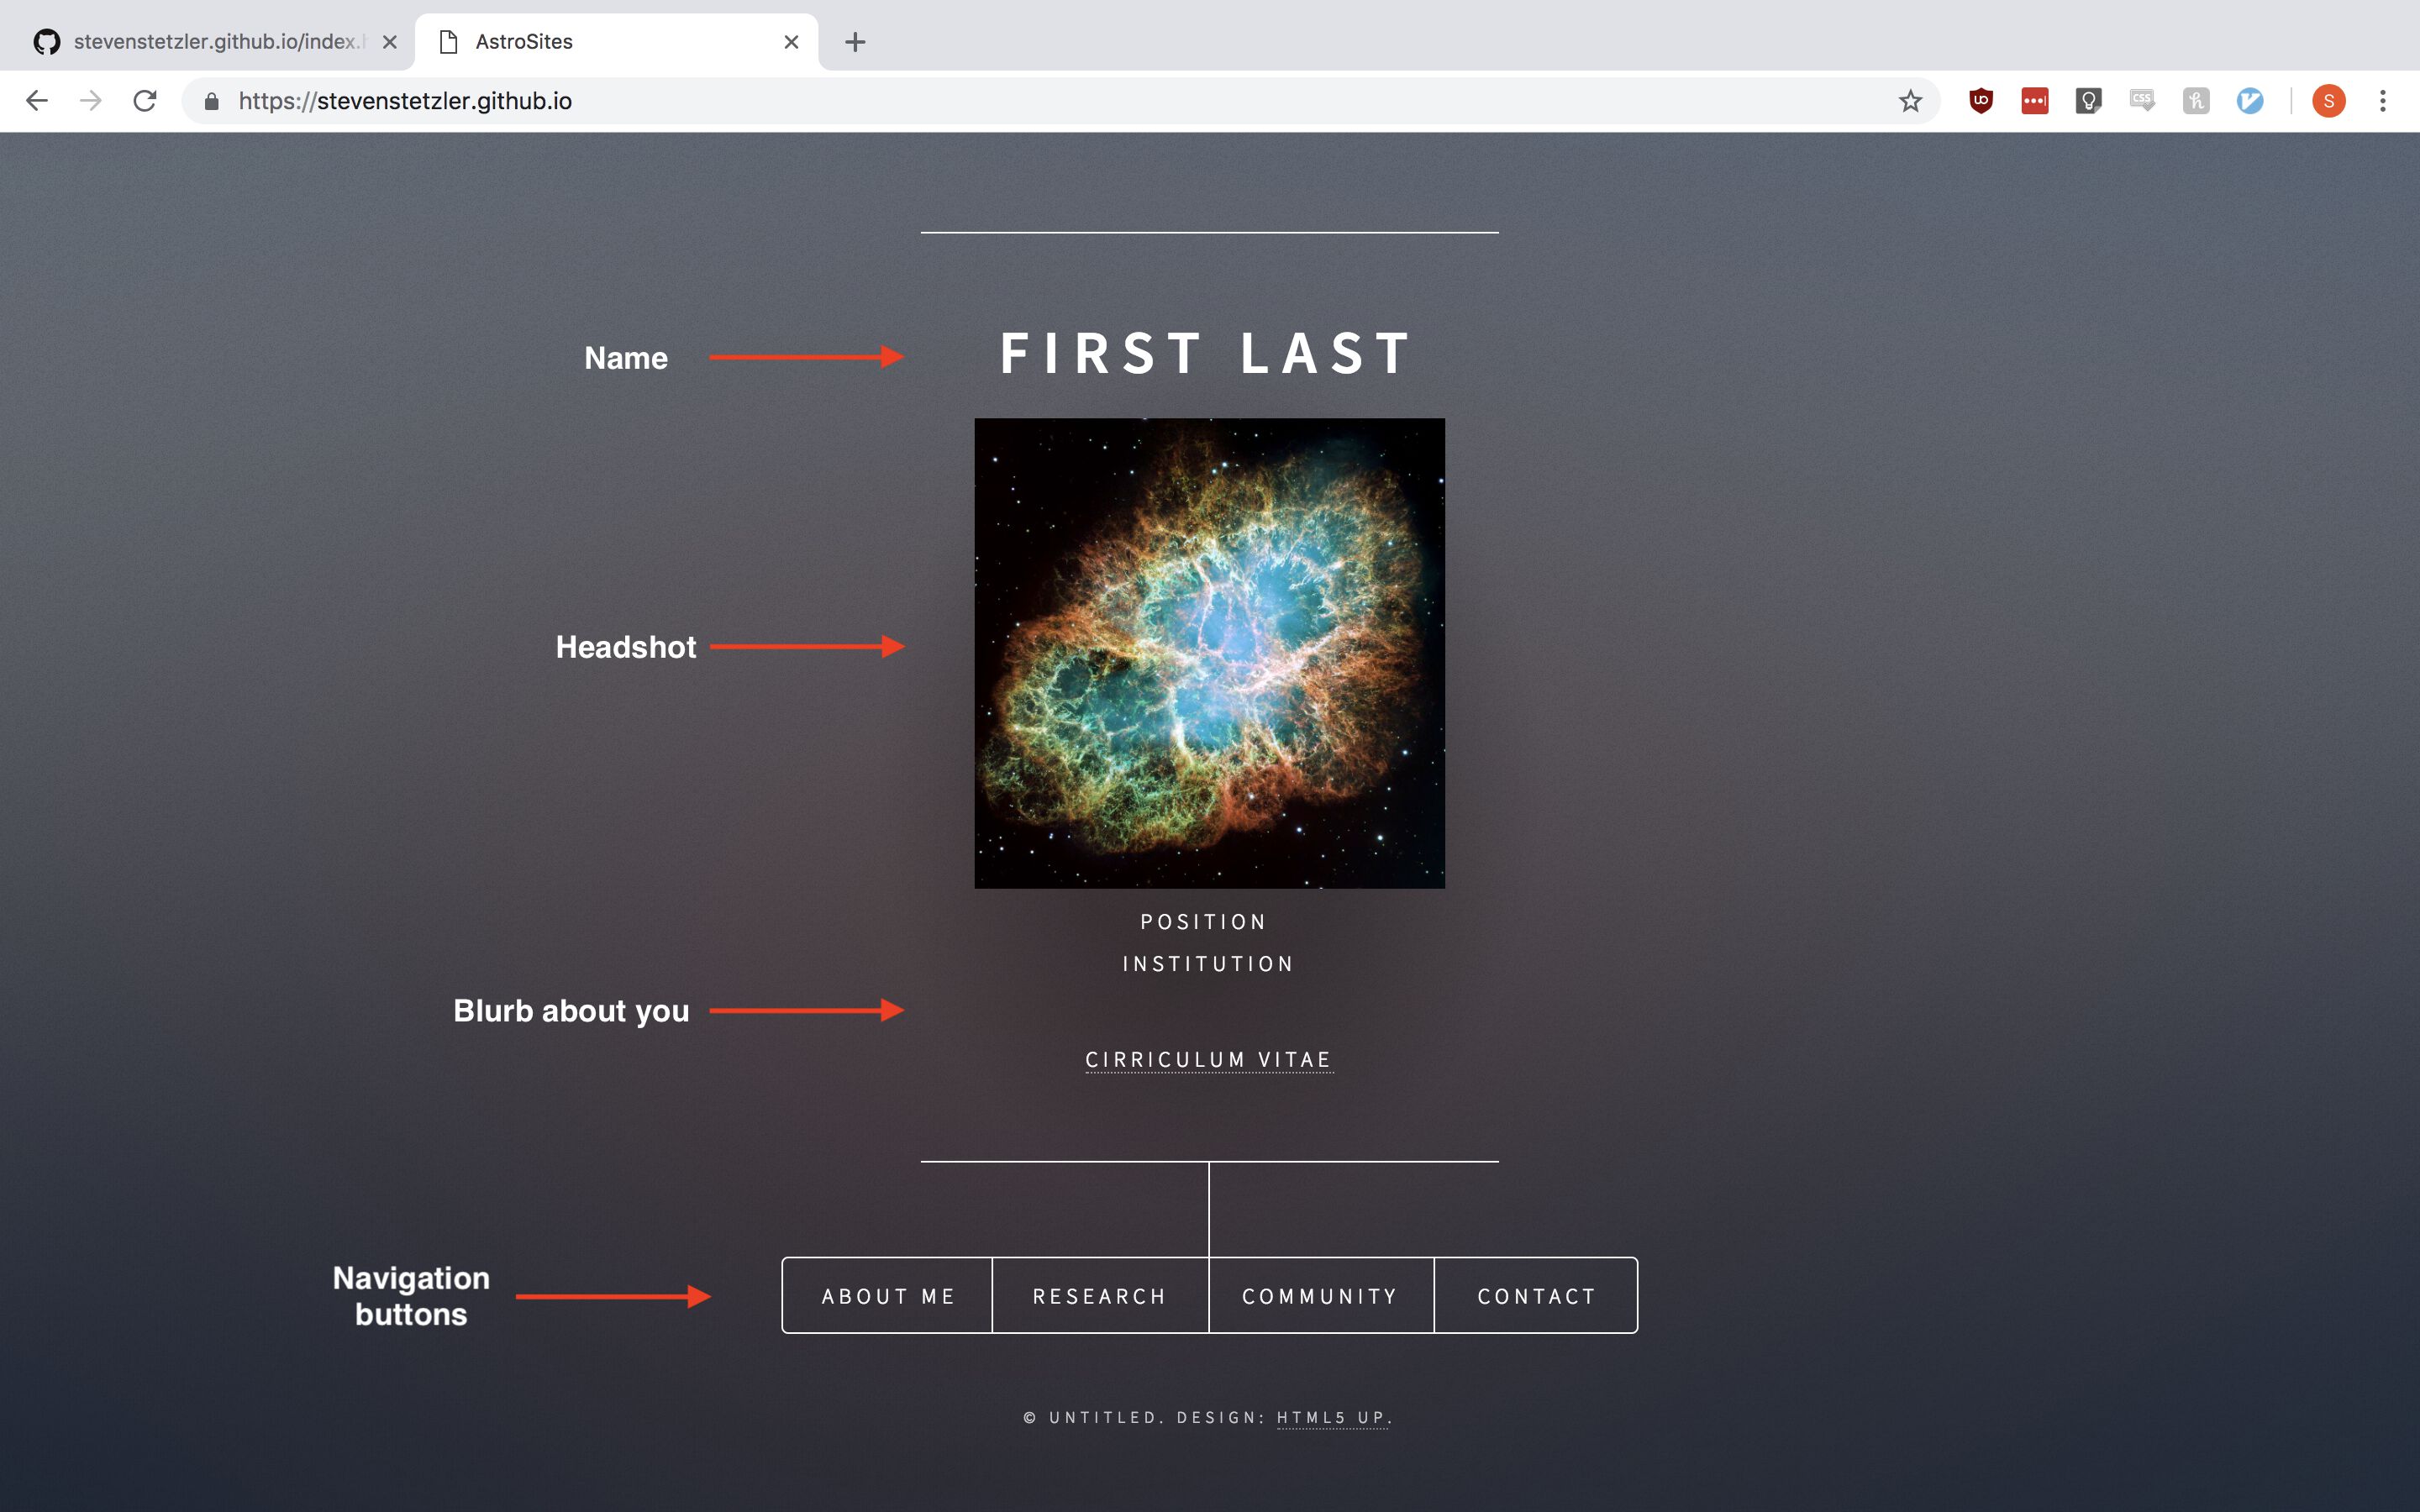 stevenstetzler.github.io/index.h
AstroSites
https://stevenstetzler.github.io
S
FIRST LAST
Name
Headshot
POSITION
INSTITUTION
Blurb about you
CIRRICULUM VITAE
Navigation
buttons
ABOUT ME
RESEARCH
COMMUNITY
CONTACT
© UNTITLED. DESIGN: HTML5 UP.